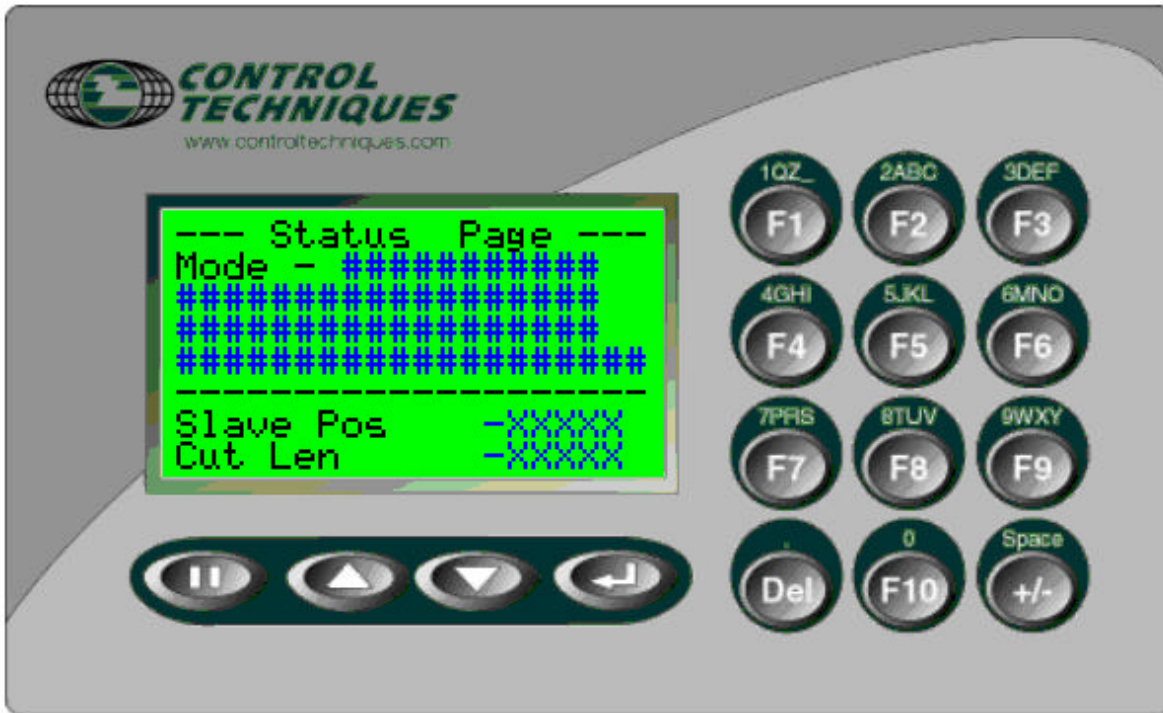 CONTROL
TECHNIQUES
www.controltechniques.com
--- Status Page ---
Mode - ###########
##################
##################
####################
--------------------
Slave Pos -XXXXX
Cut Len -XXXXX
1QZ_ 2ABC 3DEF
F1 F2 F3
4GHI 5JKL 6MNO
F4 F5 F6
7PRS 8TUV 9WXY
F7 F8 F9
. 0 Space
Del F10 +/-